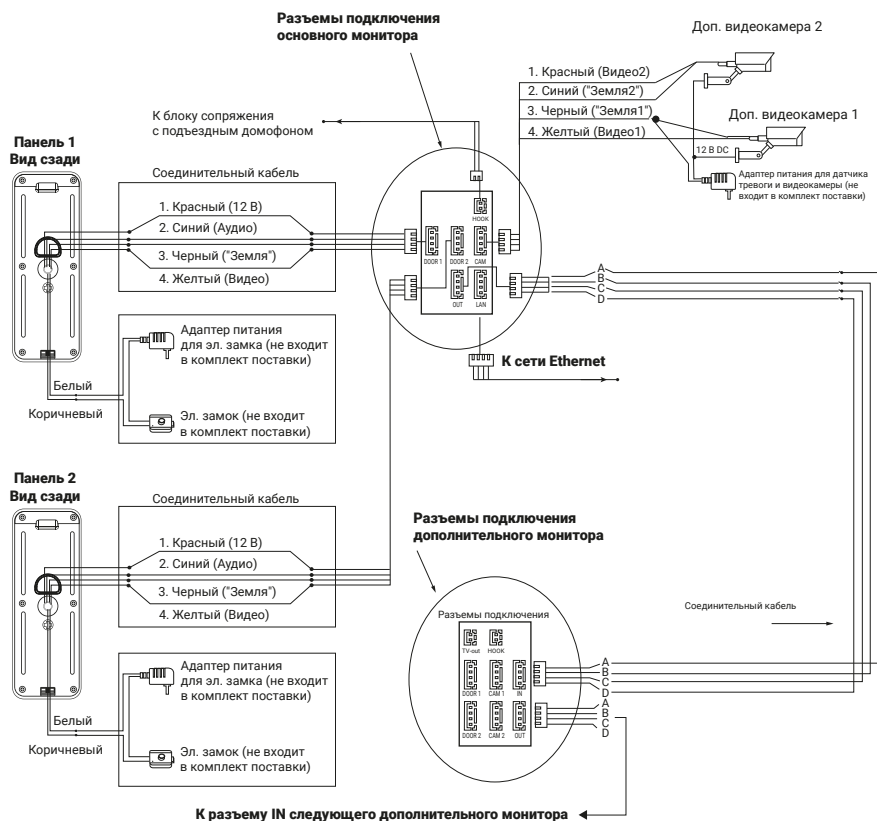 Разъемы подключения
основного монитора
Доп. видеокамера 2
1. Красный (Видео2)
2. Синий ("Земля2")
3. Черный ("Земля1")
4. Желтый (Видео1)
Доп. видеокамера 1
12 В DC
Адаптер питания для датчика
тревоги и видеокамеры (не
входит в комплект поставки)
К блоку сопряжения
с подъездным домофоном
Панель 1
Вид сзади
Соединительный кабель
1. Красный (12 В)
2. Синий (Аудио)
3. Черный ("Земля")
4. Желтый (Видео)
HOOK
DOOR 1
DOOR 2
CAM
OUT
LAN
A
B
C
D
К сети Ethernet
Адаптер питания
для эл. замка (не входит
в комплект поставки)
Белый
Коричневый
Эл. замок (не входит
в комплект поставки)
Панель 2
Вид сзади
Соединительный кабель
1. Красный (12 В)
2. Синий (Аудио)
3. Черный ("Земля")
4. Желтый (Видео)
Разъемы подключения
дополнительного монитора
Разъемы подключения
TV-out
HOOK
DOOR 1
CAM 1
IN
DOOR 2
CAM 2
OUT
Соединительный кабель
A
B
C
D
A
B
C
D
Адаптер питания
для эл. замка (не входит
в комплект поставки)
Белый
Коричневый
Эл. замок (не входит
в комплект поставки)
К разъему IN следующего дополнительного монитора